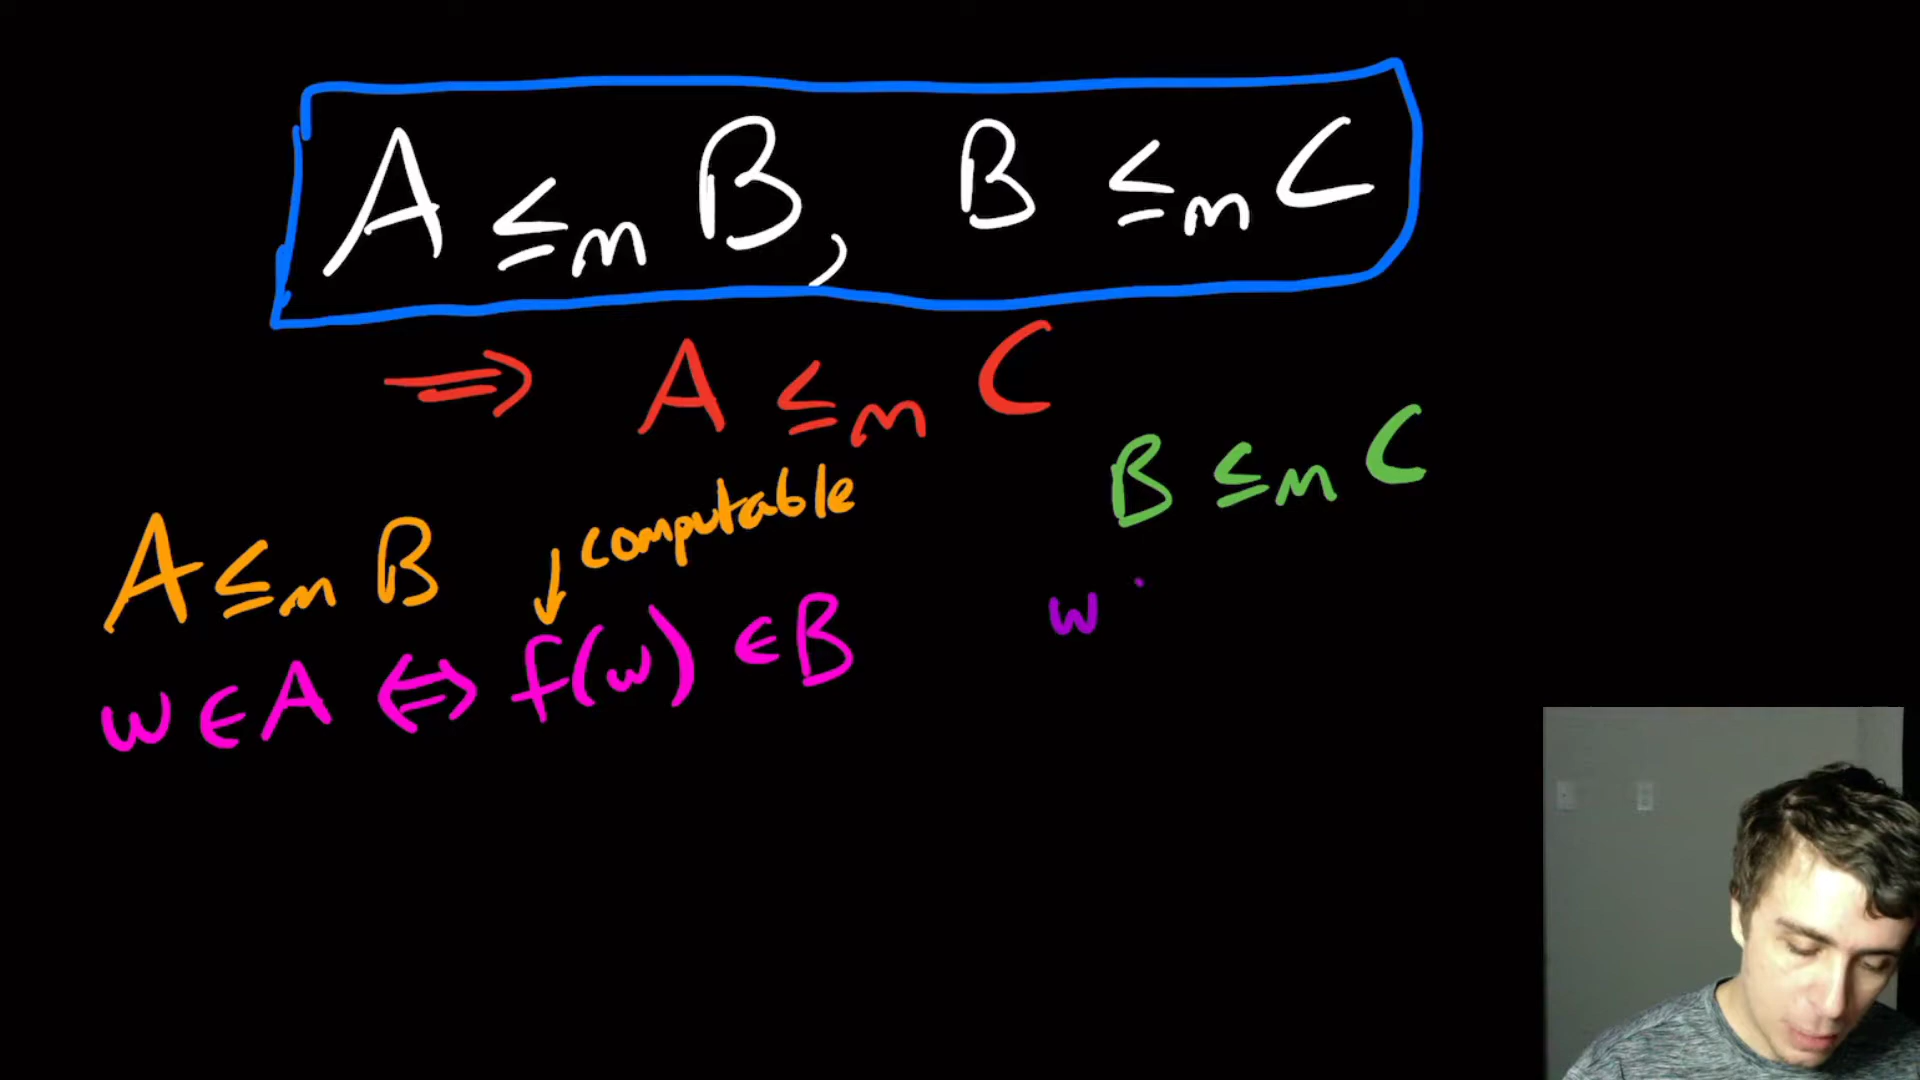 A ≤m B, B ≤m C
⇒ A ≤m C
B ≤m C
computable
A ≤m B ↓
w ∈ A ⇔ f(w) ∈ B
w